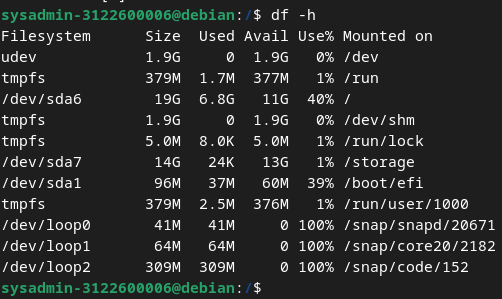 sysadmin-3122600006@debian:/$ df -h
Filesystem      Size  Used Avail Use% Mounted on
udev            1.9G     0  1.9G   0% /dev
tmpfs           379M  1.7M  377M   1% /run
/dev/sda6        19G  6.8G   11G  40% /
tmpfs           1.9G     0  1.9G   0% /dev/shm
tmpfs           5.0M  8.0K  5.0M   1% /run/lock
/dev/sda7        14G   24K   13G   1% /storage
/dev/sda1        96M   37M   60M  39% /boot/efi
tmpfs           379M  2.5M  376M   1% /run/user/1000
/dev/loop0       41M   41M     0 100% /snap/snapd/20671
/dev/loop1       64M   64M     0 100% /snap/core20/2182
/dev/loop2      309M  309M     0 100% /snap/code/152
sysadmin-3122600006@debian:/$